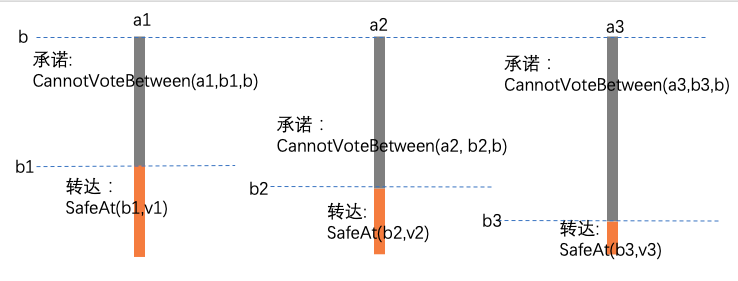 a1
a2
a3
b
承诺:
CannotVoteBetween(a1,b1,b)
承诺：
CannotVoteBetween(a3,b3,b)
承诺：
CannotVoteBetween(a2, b2,b)
b1
转达：
SafeAt(b1,v1)
b2
转达:
SafeAt(b2,v2)
b3
转达:
SafeAt(b3,v3)